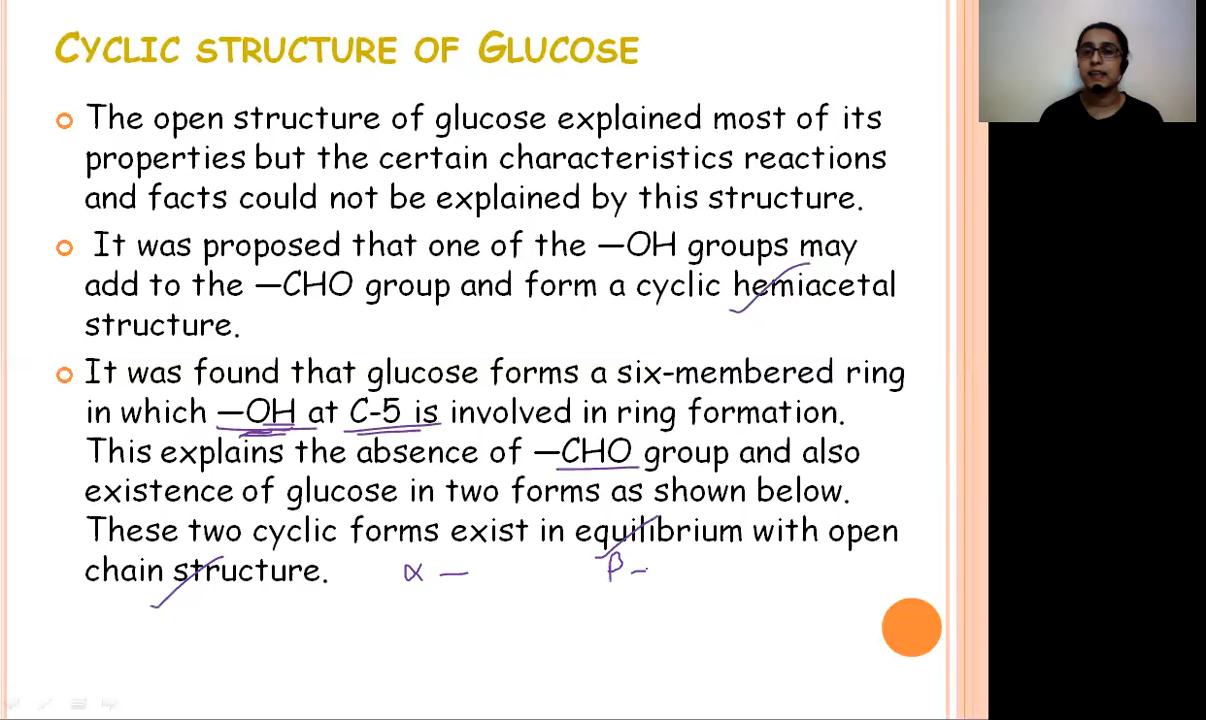 CYCLIC STRUCTURE OF GLUCOSE
The open structure of glucose explained most of its
properties but the certain characteristics reactions
and facts could not be explained by this structure.
It was proposed that one of the —OH groups may
add to the —CHO group and form a cyclic hemiacetal
structure.
It was found that glucose forms a six-membered ring
in which —OH at C-5 is involved in ring formation.
This explains the absence of —CHO group and also
existence of glucose in two forms as shown below.
These two cyclic forms exist in equilibrium with open
chain structure.
α — β –